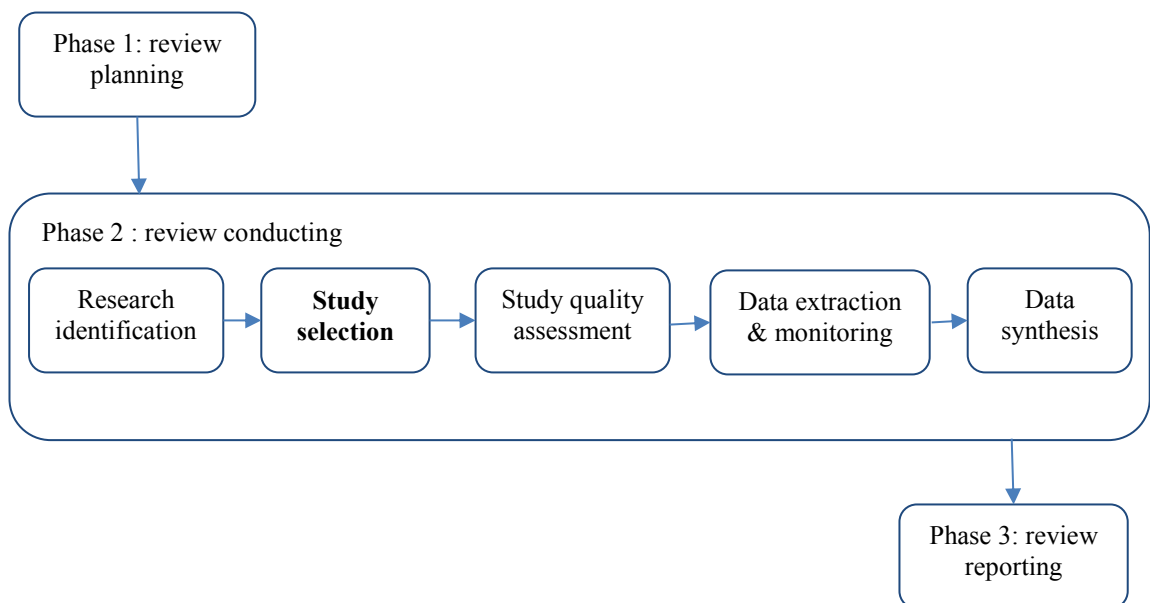 Phase 1: review
planning
Phase 2 : review conducting
Research
identification
Study
selection
Study quality
assessment
Data extraction
& monitoring
Data
synthesis
Phase 3: review
reporting